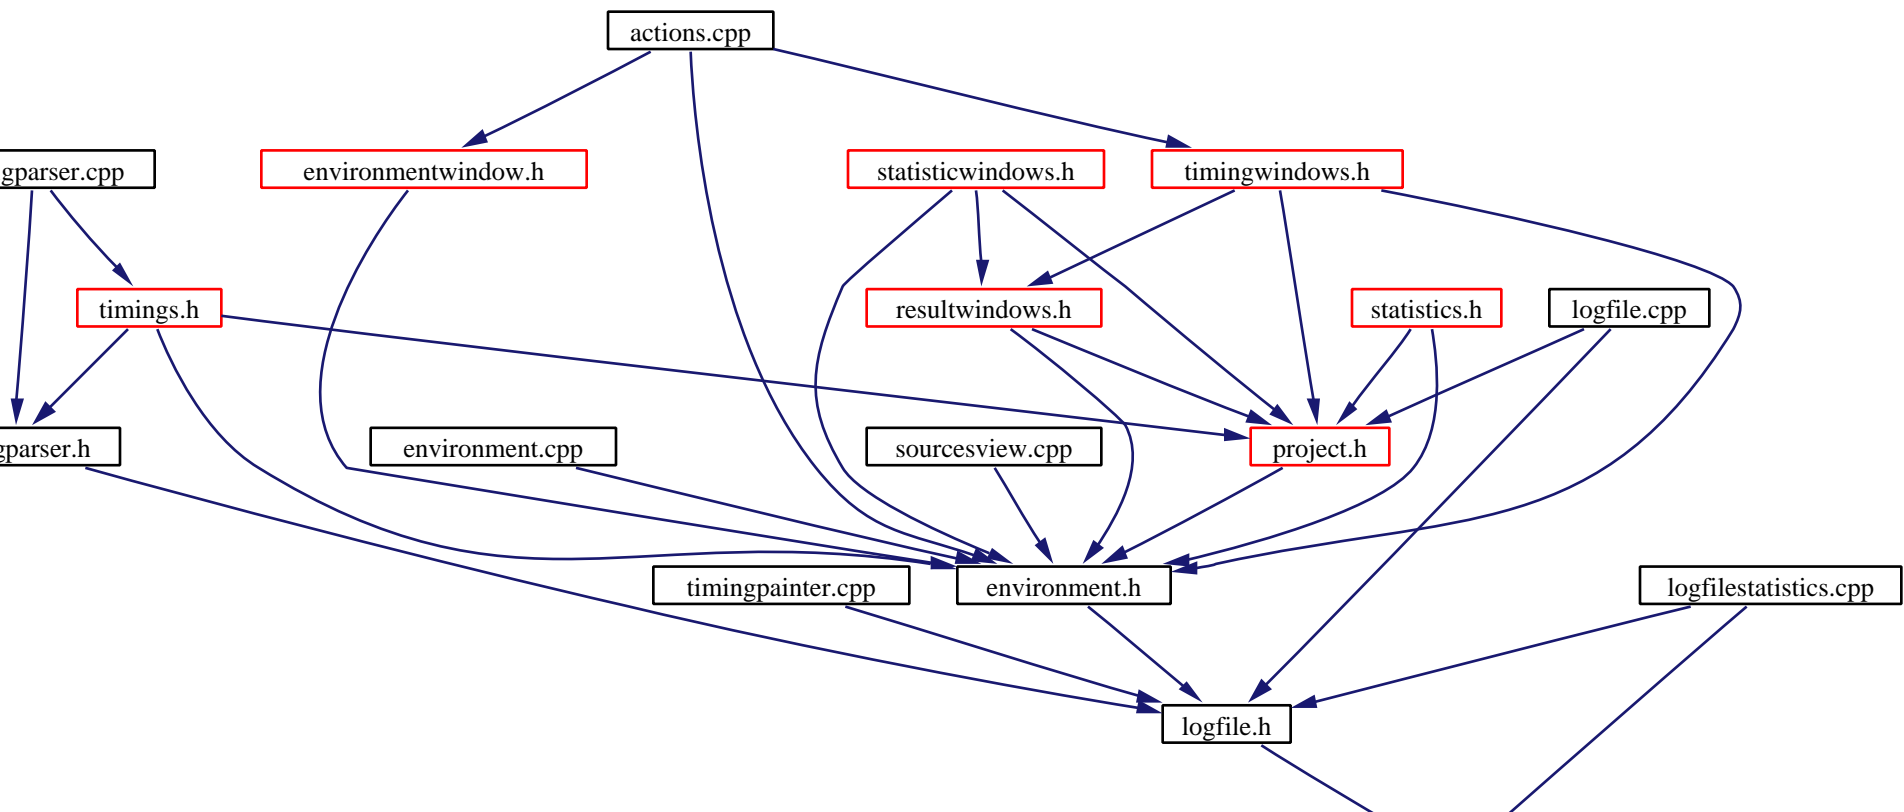 actions.cpp
gparser.cpp
environmentwindow.h
statisticwindows.h
timingwindows.h
timings.h
resultwindows.h
statistics.h
logfile.cpp
gparser.h
environment.cpp
sourcesview.cpp
project.h
timingpainter.cpp
environment.h
logfilestatistics.cpp
logfile.h